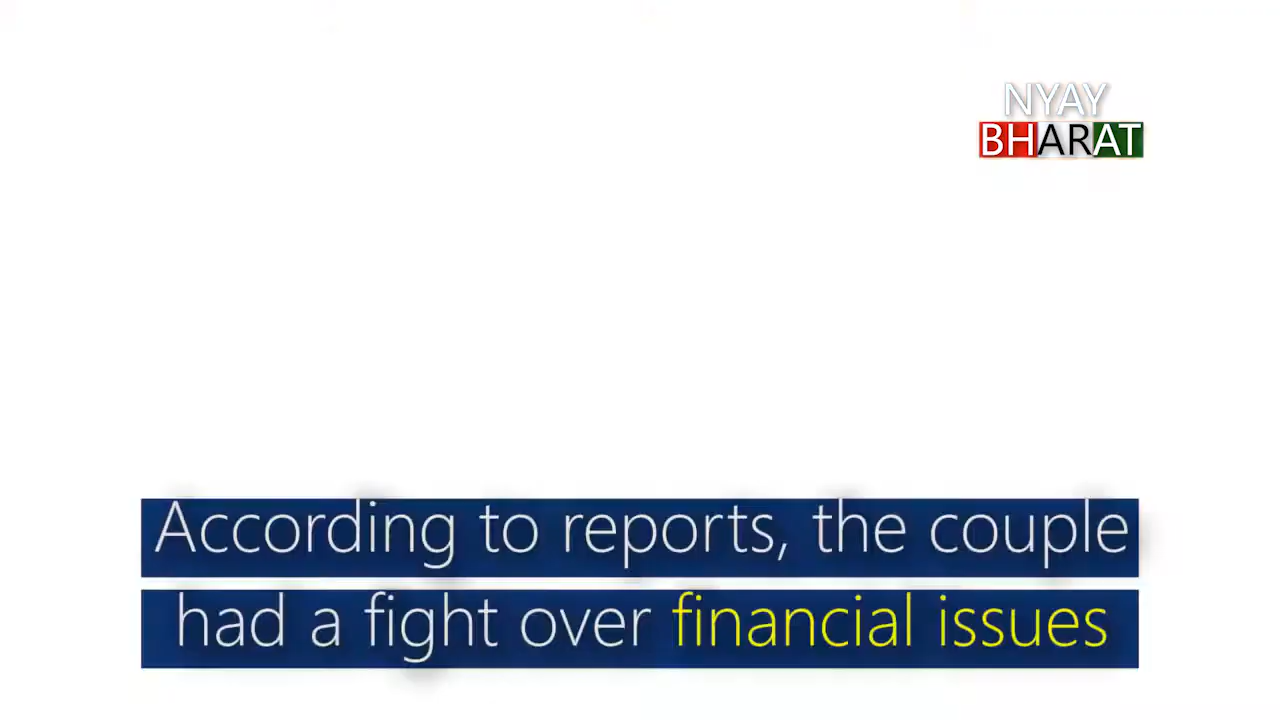 NYAY
BHARAT
According to reports, the couple
had a fight over financial issues